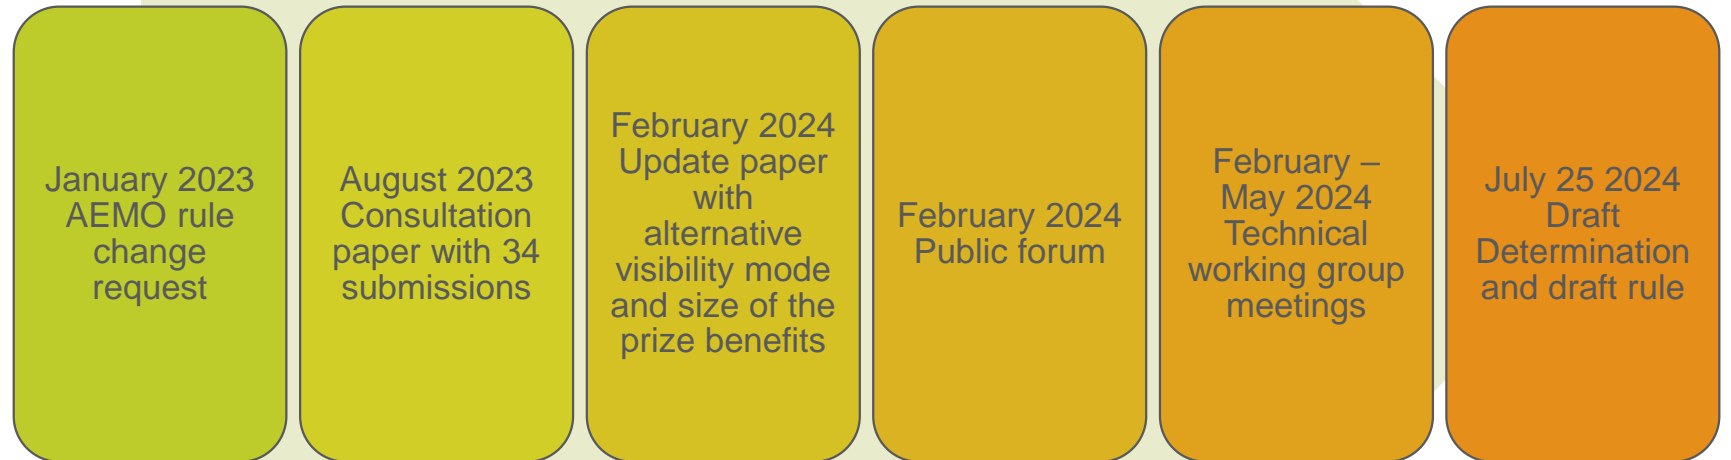 January 2023
AEMO rule
change
request
August 2023
Consultation
paper with 34
submissions
February 2024
Update paper
with
alternative
visibility mode
and size of the
prize benefits
February 2024
Public forum
February –
May 2024
Technical
working group
meetings
July 25 2024
Draft
Determination
and draft rule